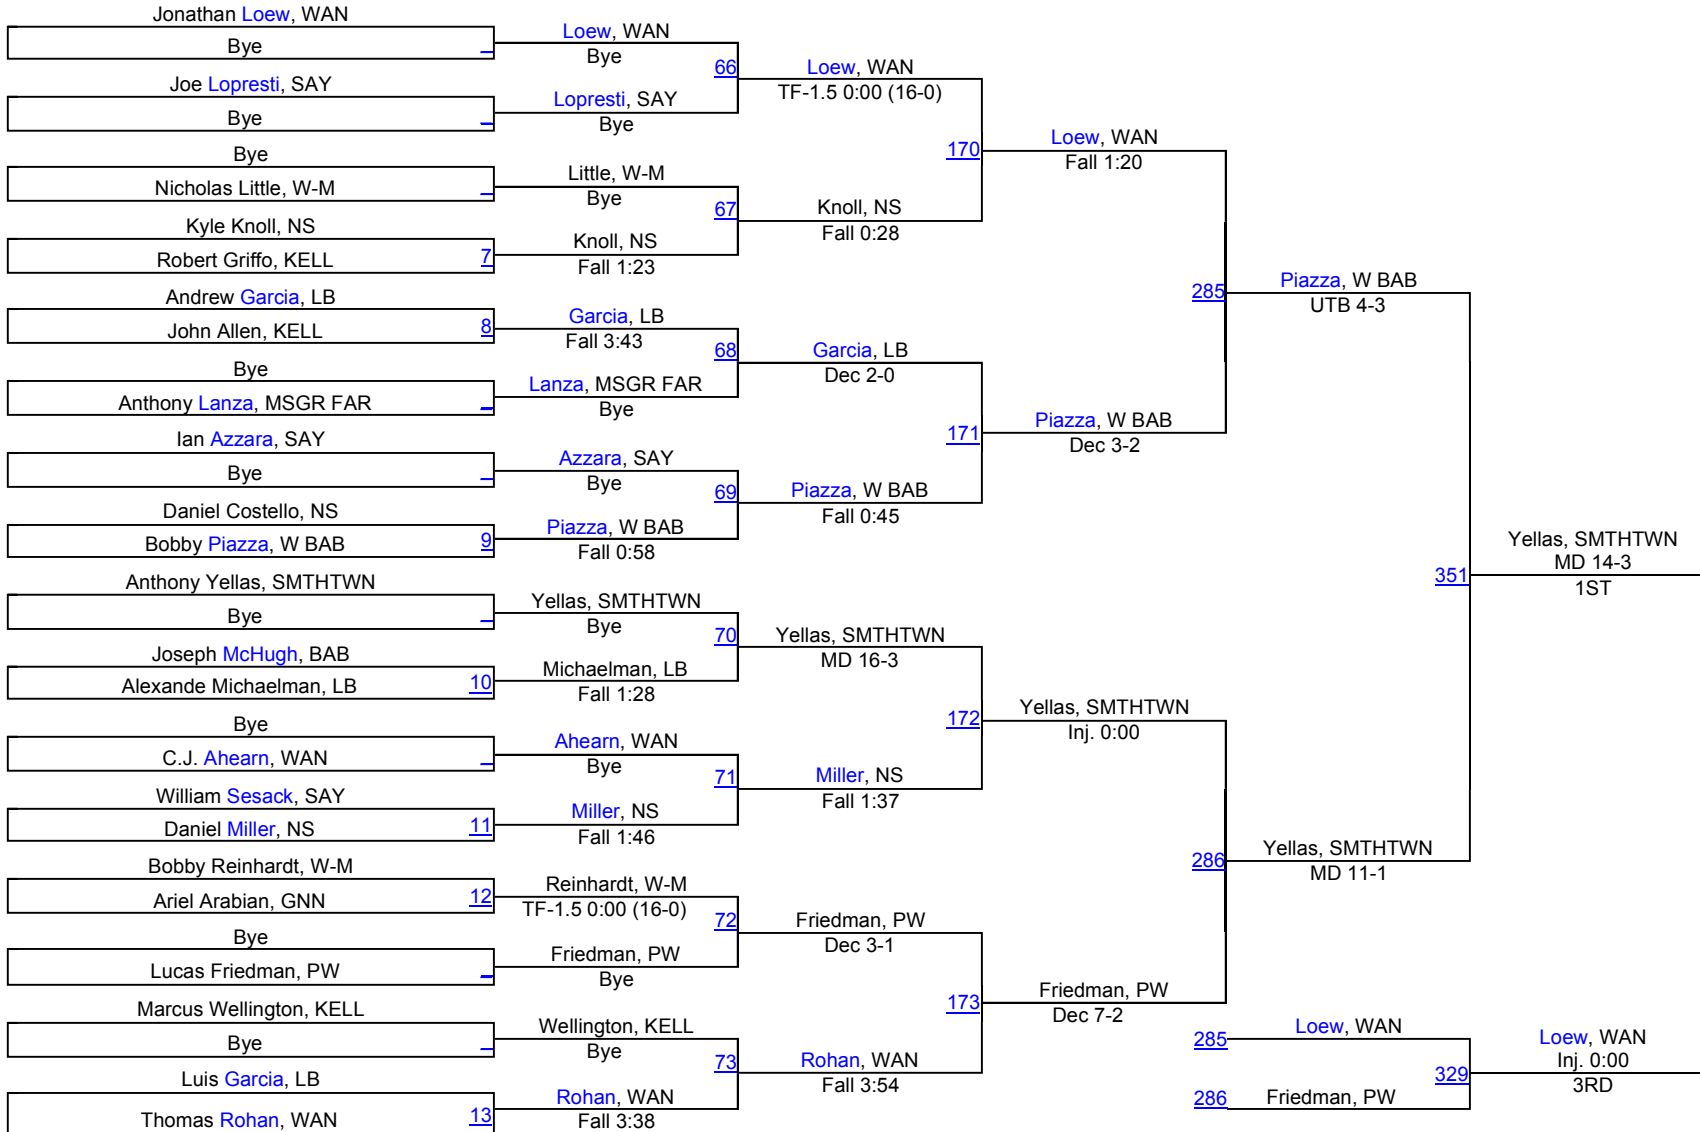 Jonathan Loew, WAN
Bye
Joe Lopresti, SAY
Bye
Bye
Nicholas Little, W-M
Kyle Knoll, NS
Robert Griffo, KELL 7
Andrew Garcia, LB
John Allen, KELL 8
Bye
Anthony Lanza, MSGR FAR
Ian Azzara, SAY
Bye
Daniel Costello, NS
Bobby Piazza, W BAB 9
Anthony Yellas, SMTHTWN
Bye
Joseph McHugh, BAB
Alexande Michaelman, LB 10
Bye
C.J. Ahearn, WAN
William Sesack, SAY
Daniel Miller, NS 11
Bobby Reinhardt, W-M
Ariel Arabian, GNN 12
Bye
Lucas Friedman, PW
Marcus Wellington, KELL
Bye
Luis Garcia, LB
Thomas Rohan, WAN 13
Loew, WAN
Bye
66
Lopresti, SAY
Bye
Little, W-M
Bye
67
Knoll, NS
Fall 1:23
Garcia, LB
Fall 3:43
68
Lanza, MSGR FAR
Bye
Azzara, SAY
Bye
69
Piazza, W BAB
Fall 0:58
Yellas, SMTHTWN
Bye
70
Michaelman, LB
Fall 1:28
Ahearn, WAN
Bye
71
Miller, NS
Fall 1:46
Reinhardt, W-M
TF-1.5 0:00 (16-0)
72
Friedman, PW
Bye
Wellington, KELL
Bye
73
Rohan, WAN
Fall 3:38
Loew, WAN
TF-1.5 0:00 (16-0)
170
Knoll, NS
Fall 0:28
Garcia, LB
Dec 2-0
171
Piazza, W BAB
Fall 0:45
Yellas, SMTHTWN
MD 16-3
172
Miller, NS
Fall 1:37
Friedman, PW
Dec 3-1
173
Rohan, WAN
Fall 3:54
Loew, WAN
Fall 1:20
285
Piazza, W BAB
Dec 3-2
Yellas, SMTHTWN
Inj. 0:00
286
Friedman, PW
Dec 7-2
Piazza, W BAB
UTB 4-3
351
Yellas, SMTHTWN
MD 11-1
Yellas, SMTHTWN
MD 14-3
1ST
285 Loew, WAN
329
286 Friedman, PW
Loew, WAN
Inj. 0:00
3RD